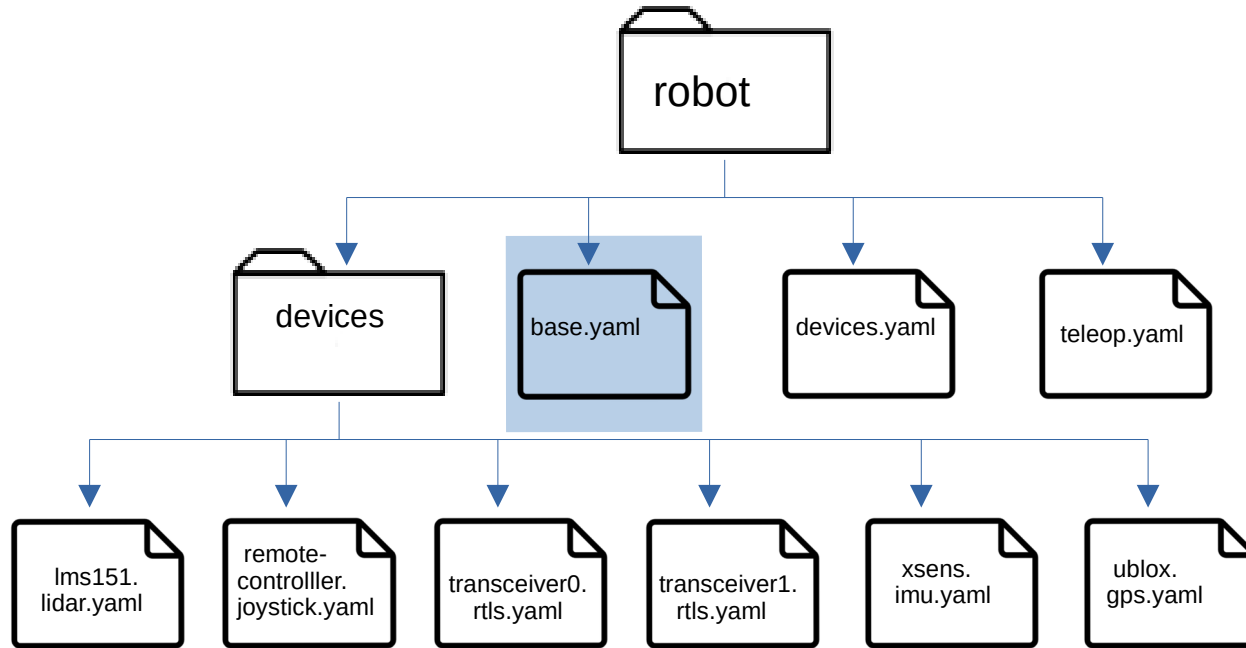 robot
devices
base.yaml
devices.yaml
teleop.yaml
lms151.
lidar.yaml
remote-
controlller.
joystick.yaml
transceiver0.
rtls.yaml
transceiver1.
rtls.yaml
xsens.
imu.yaml
ublox.
gps.yaml